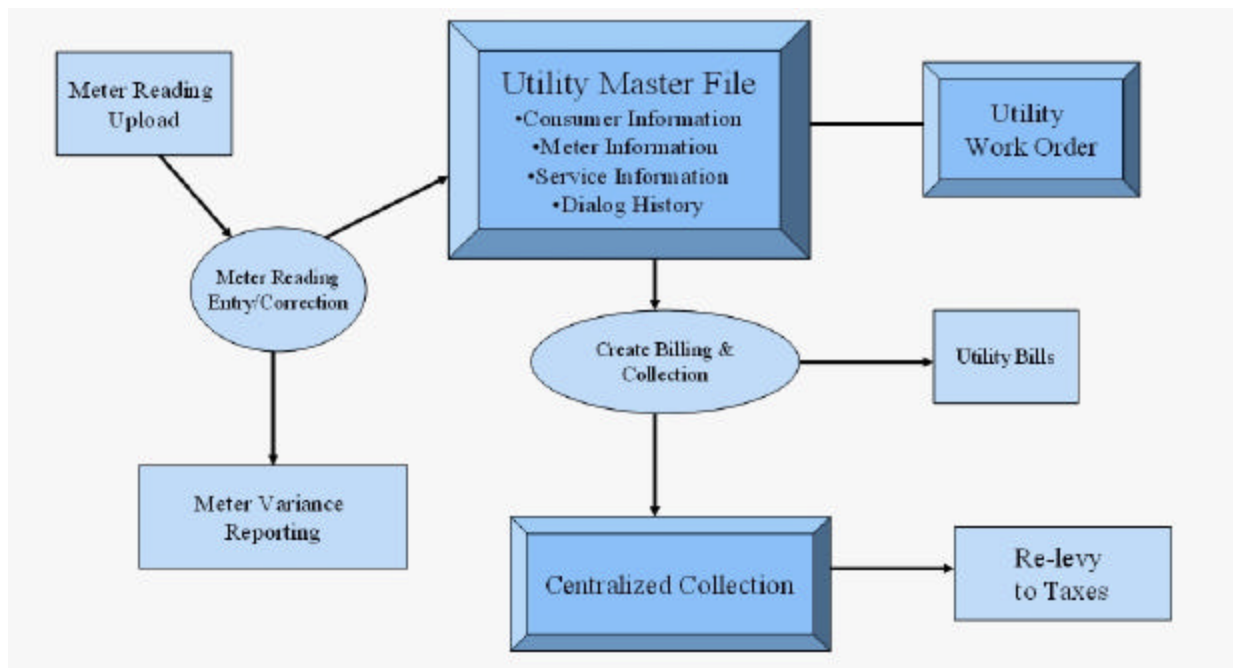 Meter Reading
Upload
Utility Master File
•Consumer Information
•Meter Information
•Service Information
•Dialog History
Utility
Work Order
Meter Reading
Entry/Correction
Create Billing &
Collection
Utility Bills
Meter Variance
Reporting
Centralized Collection
Re-levy
to Taxes